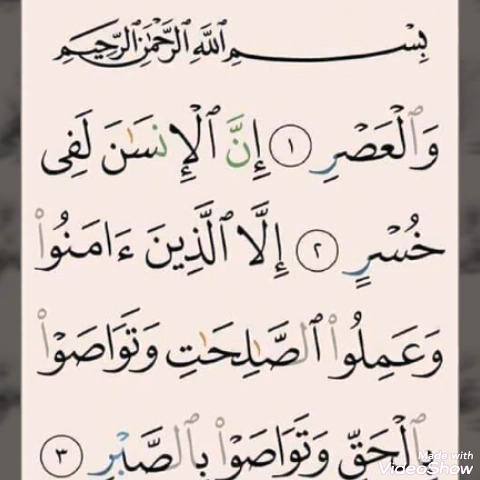 بِسْمِ ٱللَّهِ ٱلرَّحْمَٰنِ ٱلرَّحِيمِ
وَٱلْعَصْرِ ١ إِنَّ ٱلْإِنسَٰنَ لَفِى
خُسْرٍ ٢ إِلَّا ٱلَّذِينَ ءَامَنُوا۟
وَعَمِلُوا۟ ٱلصَّٰلِحَٰتِ وَتَوَاصَوْا۟
بِٱلْحَقِّ وَتَوَاصَوْا۟ بِٱلصَّبْرِ ٣
Made with
VideoShow